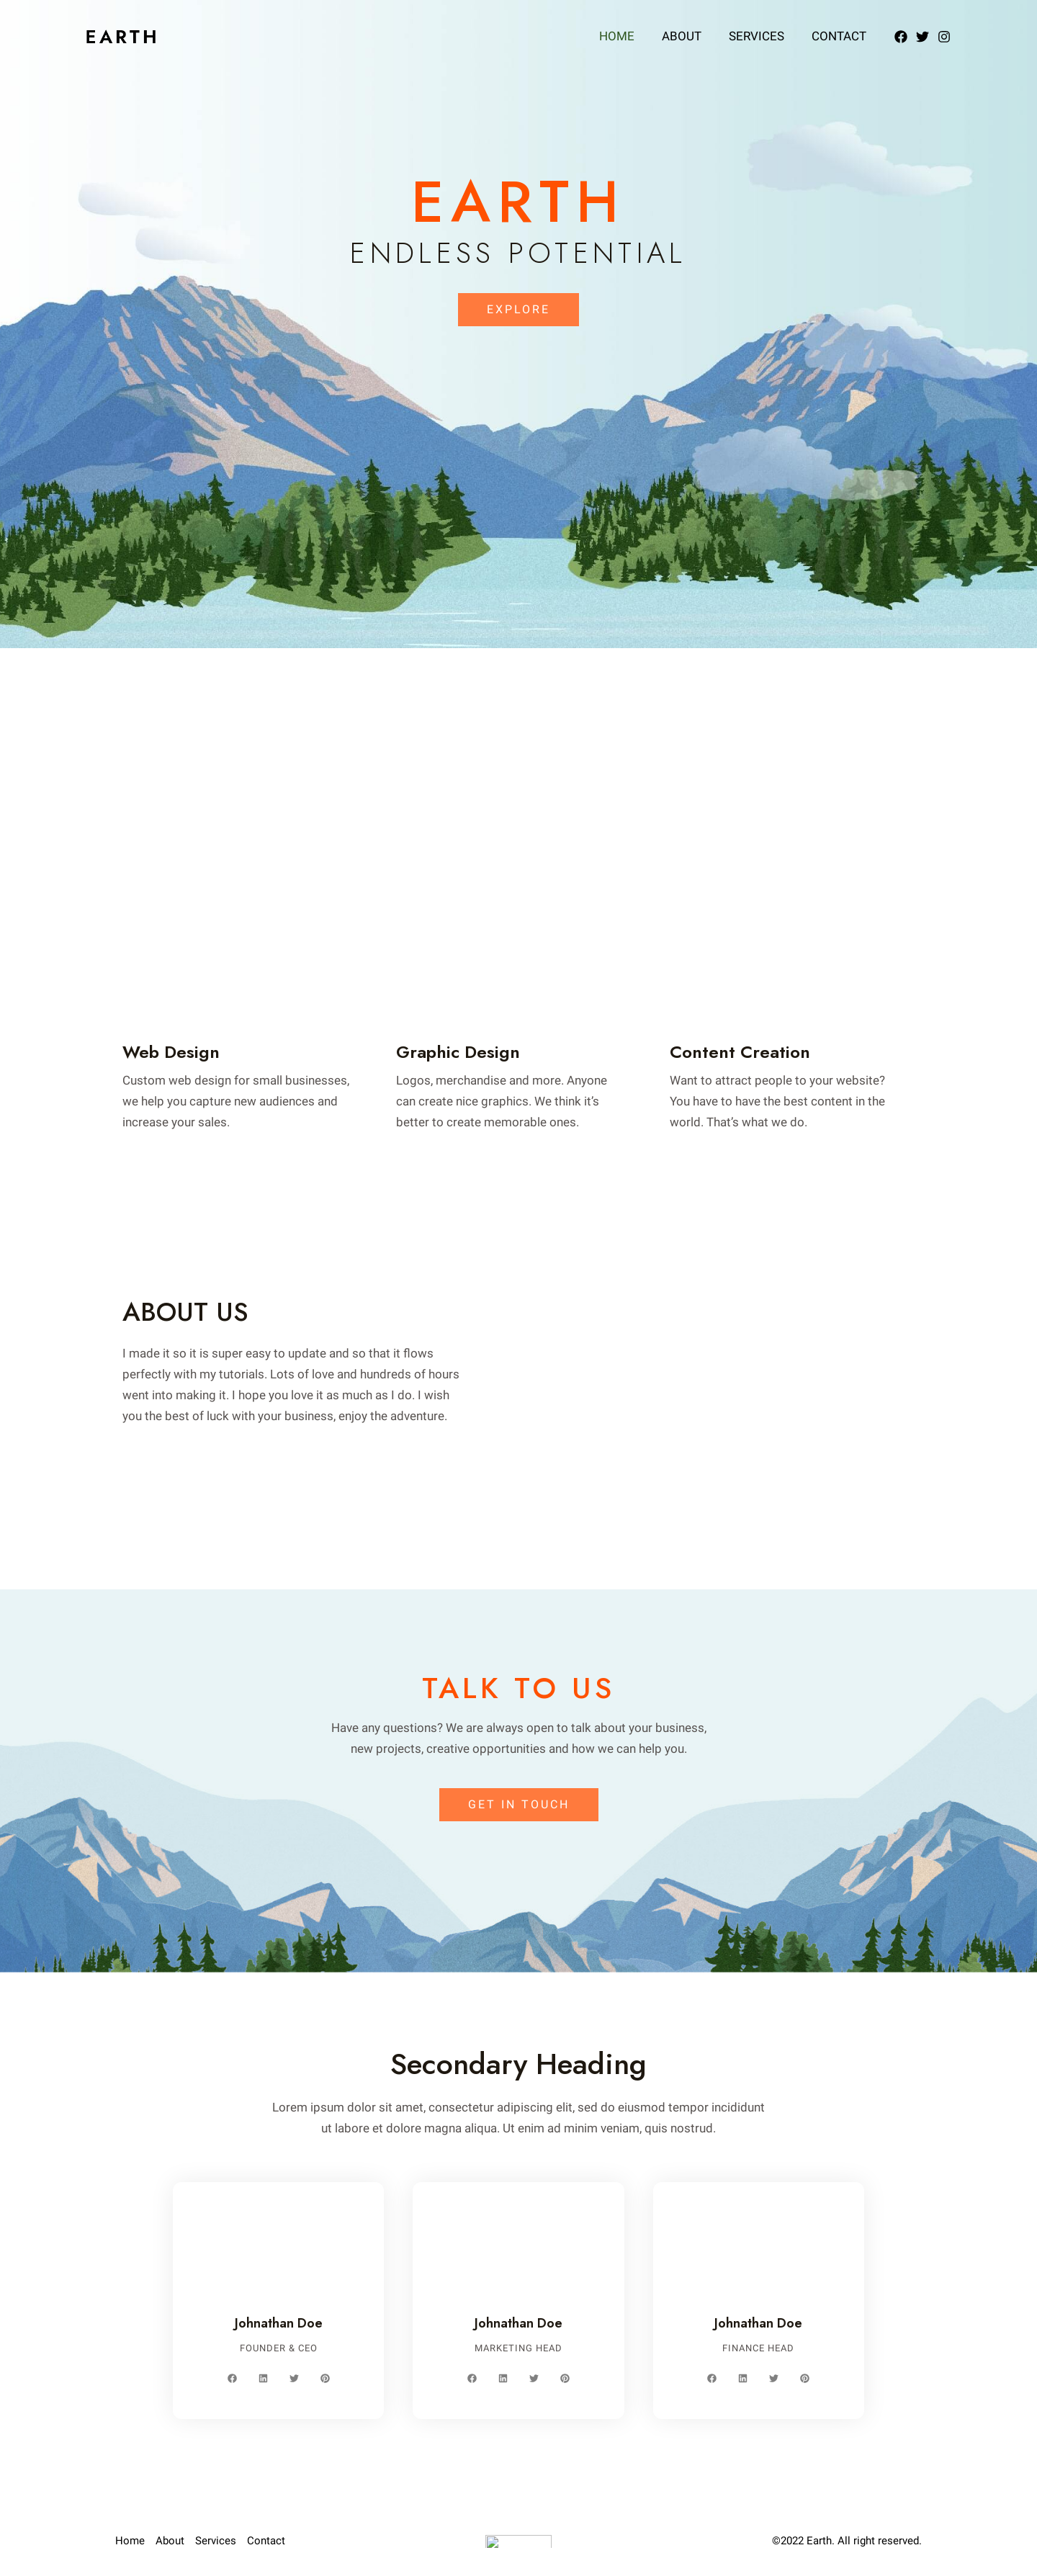 EARTH
HOME ABOUT SERVICES CONTACT
EARTH
ENDLESS POTENTIAL
EXPLORE
Web Design
Custom web design for small businesses,
we help you capture new audiences and
increase your sales.
Graphic Design
Logos, merchandise and more. Anyone
can create nice graphics. We think it’s
better to create memorable ones.
Content Creation
Want to attract people to your website?
You have to have the best content in the
world. That’s what we do.
ABOUT US
I made it so it is super easy to update and so that it flows
perfectly with my tutorials. Lots of love and hundreds of hours
went into making it. I hope you love it as much as I do. I wish
you the best of luck with your business, enjoy the adventure.
TALK TO US
Have any questions? We are always open to talk about your business,
new projects, creative opportunities and how we can help you.
GET IN TOUCH
Secondary Heading
Lorem ipsum dolor sit amet, consectetur adipiscing elit, sed do eiusmod tempor incididunt
ut labore et dolore magna aliqua. Ut enim ad minim veniam, quis nostrud.
Johnathan Doe
FOUNDER & CEO
Johnathan Doe
MARKETING HEAD
Johnathan Doe
FINANCE HEAD
Home About Services Contact
©2022 Earth. All right reserved.